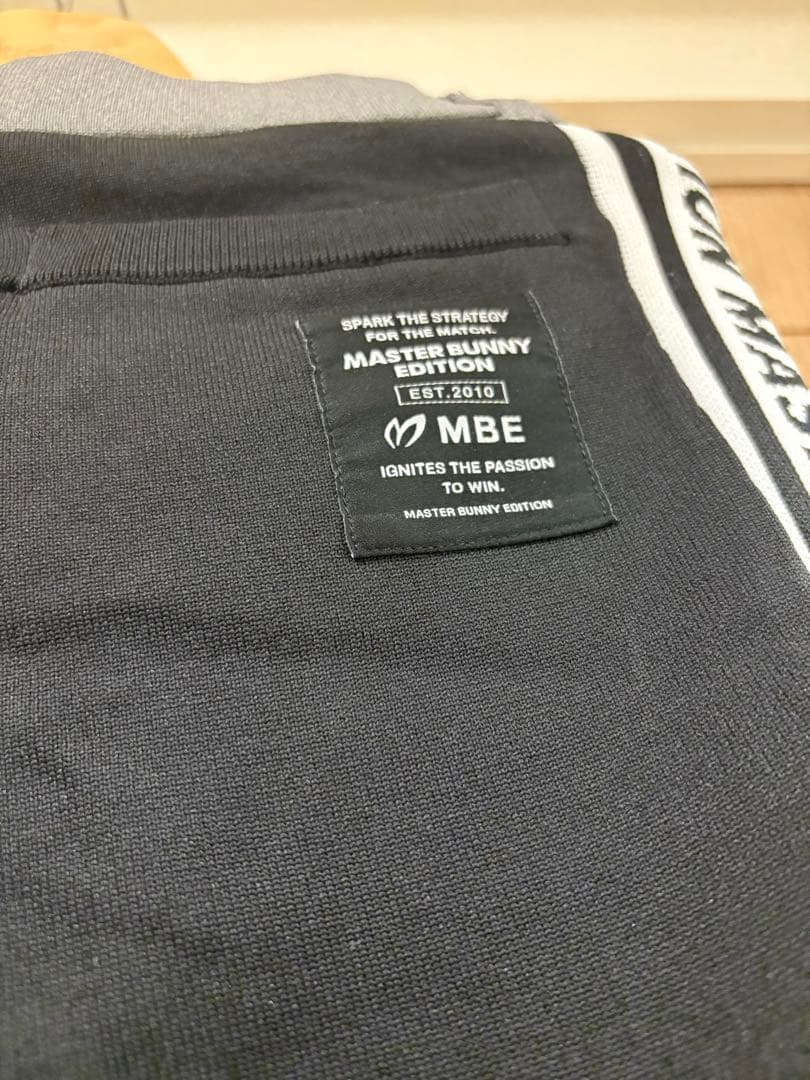 SPARK THE STRATEGY
FOR THE MATCH.
MASTER BUNNY
EDITION
EST.2010
MBE
IGNITES THE PASSION
TO WIN.
MASTER BUNNY EDITION